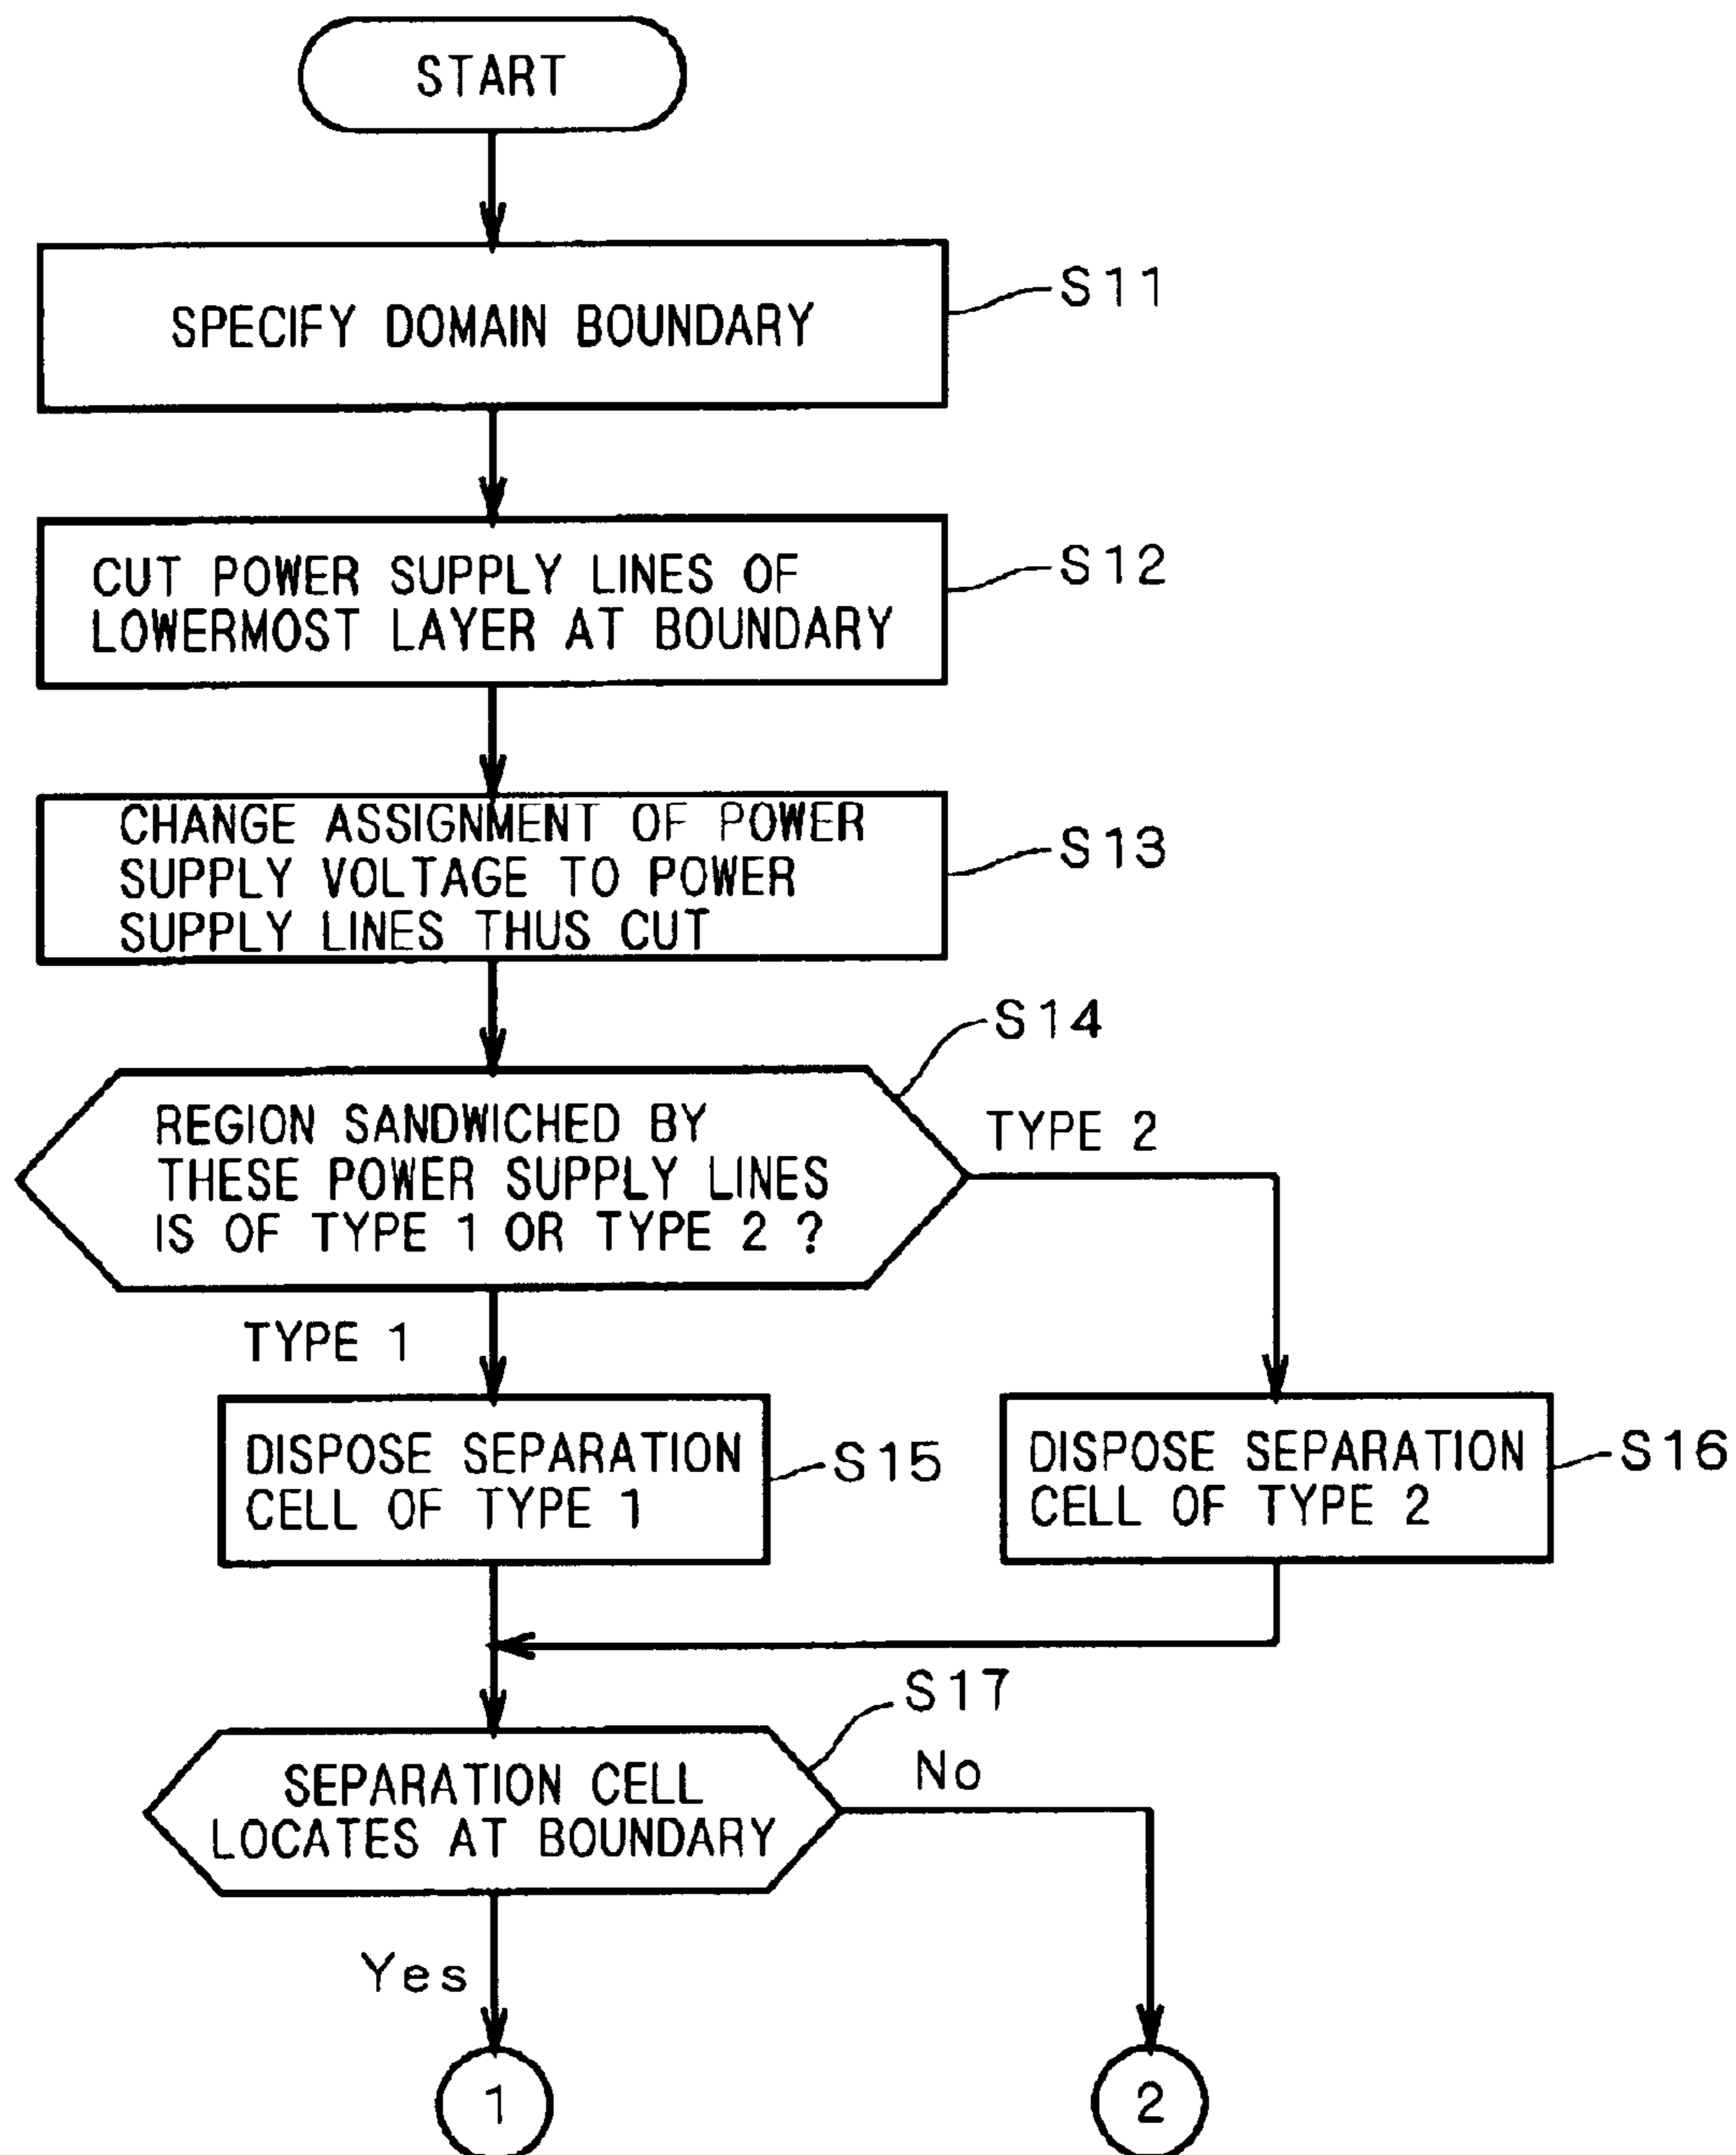 START
SPECIFY DOMAIN BOUNDARY
S11
CUT POWER SUPPLY LINES OF
LOWERMOST LAYER AT BOUNDARY
S12
CHANGE ASSIGNMENT OF POWER
SUPPLY VOLTAGE TO POWER
SUPPLY LINES THUS CUT
S13
S14
REGION SANDWICHED BY
THESE POWER SUPPLY LINES
IS OF TYPE 1 OR TYPE 2 ?
TYPE 2
TYPE 1
DISPOSE SEPARATION
CELL OF TYPE 1
S15
DISPOSE SEPARATION
CELL OF TYPE 2
S16
S17
SEPARATION CELL
LOCATES AT BOUNDARY
No
Yes
1
2